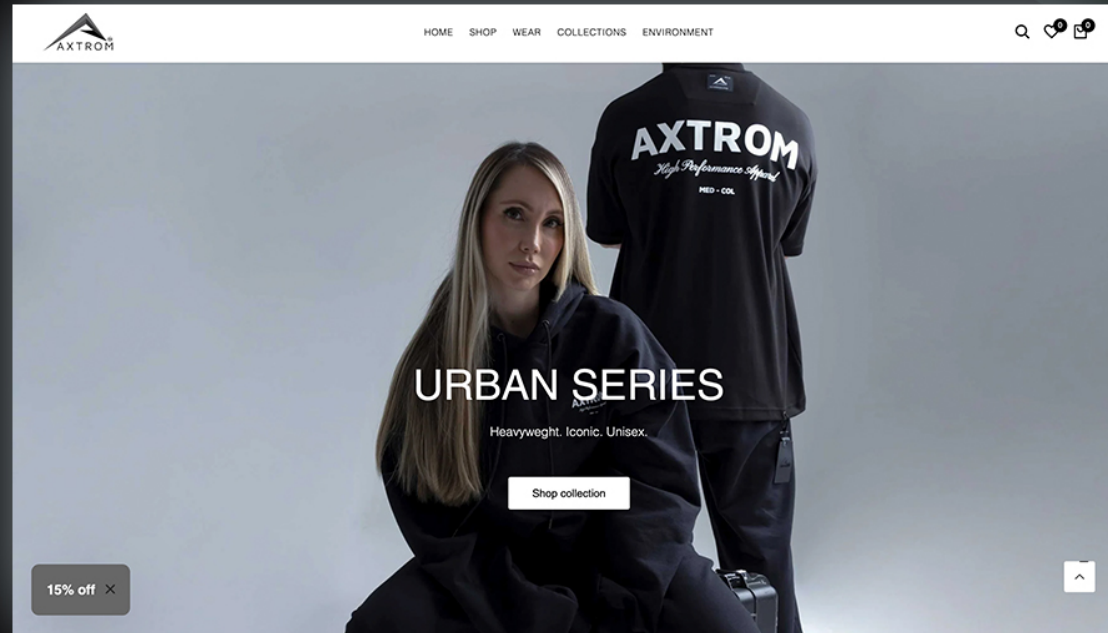 AXTROM
HOME SHOP WEAR COLLECTIONS ENVIRONMENT
0 0
AXTROM
High Performance Apparel
MED - COL
URBAN SERIES
Heavyweght. Iconic. Unisex.
Shop collection
15% off